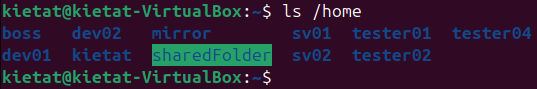 kietat@kietat-VirtualBox:~$ ls /home
boss dev02 mirror sv01 tester01 tester04
dev01 kietat sharedFolder sv02 tester02
kietat@kietat-VirtualBox:~$